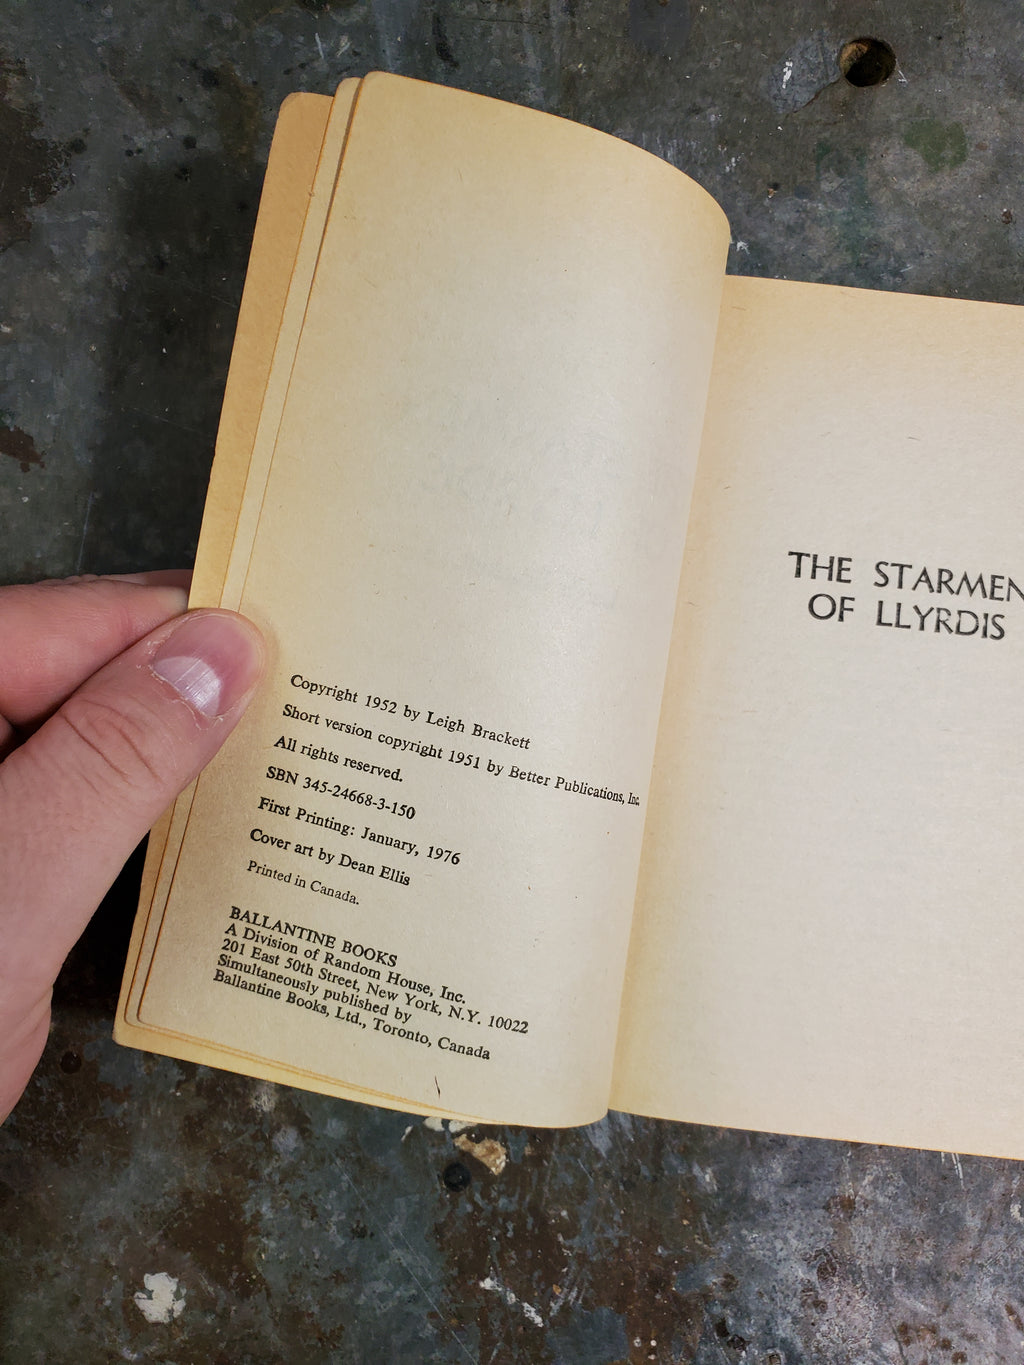 Copyright 1952 by Leigh Brackett
Short version copyright 1951 by Better Publications, Inc.
All rights reserved.
SBN 345-24668-3-150
First Printing: January, 1976
Cover art by Dean Ellis
Printed in Canada.
BALLANTINE BOOKS
A Division of Random House, Inc.
201 East 50th Street, New York, N.Y. 10022
Simultaneously published by
Ballantine Books, Ltd., Toronto, Canada
THE STARMEN
OF LLYRDIS